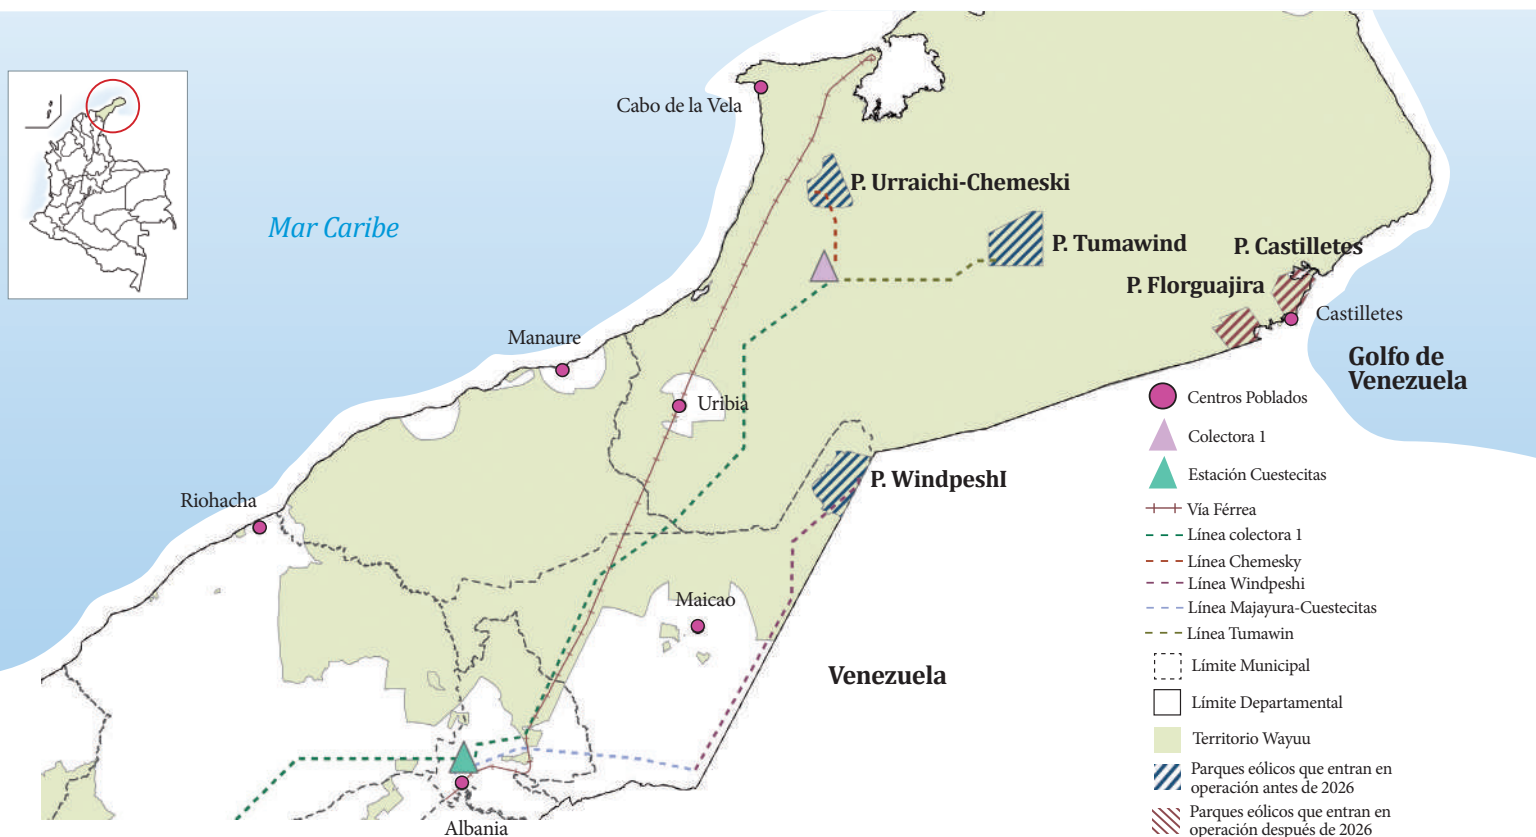 Cabo de la Vela
P. Urraichi-Chemeski
Mar Caribe
P. Tumawind
P. Castilletes
P. Florguajira
Castilletes
Manaure
Golfo de
Venezuela
Uribia
P. WindpeshI
Riohacha
Maicao
Venezuela
Albania
Centros Poblados
Colectora 1
Estación Cuestecitas
Vía Férrea
Línea colectora 1
Línea Chemesky
Línea Windpeshi
Línea Majayura-Cuestecitas
Línea Tumawin
Límite Municipal
Límite Departamental
Territorio Wayuu
Parques eólicos que entran en
operación antes de 2026
Parques eólicos que entran en
operación después de 2026